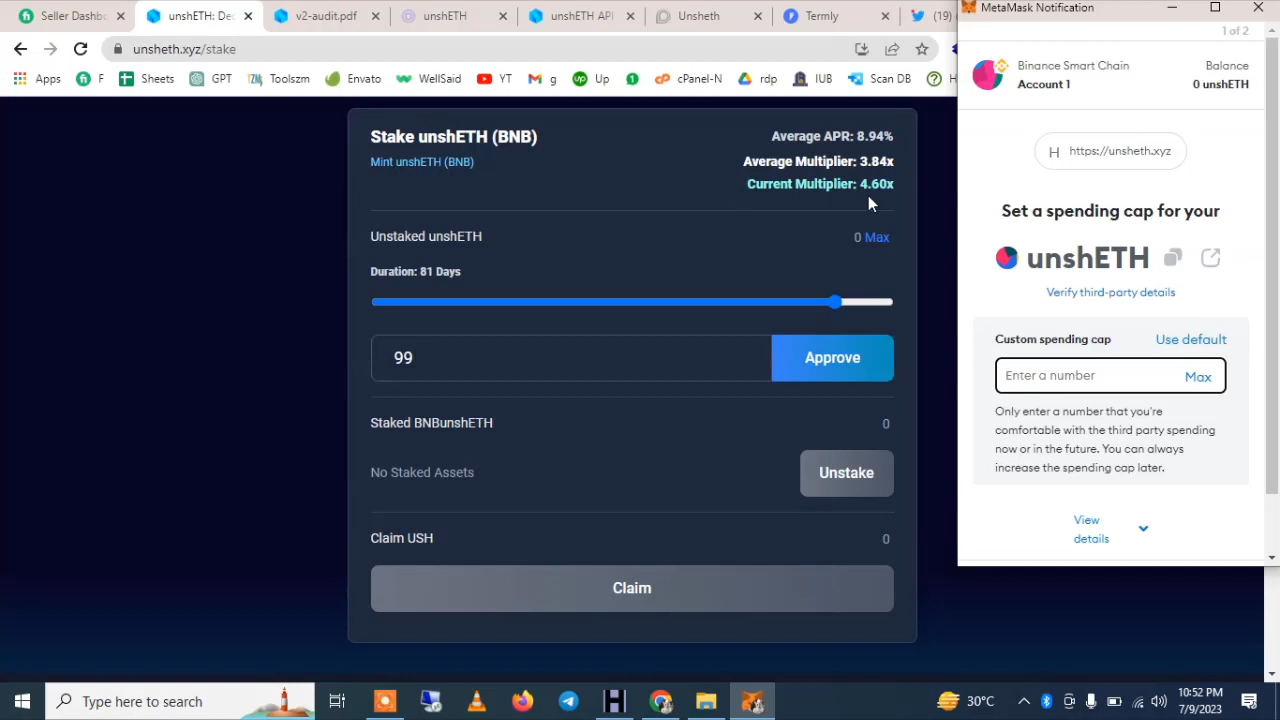 Seller Dashbo
unshETH: De
v2-audit.pdf
unshETH
unshETH API
Unsheth
Termly
(19)
MetaMask Notification
unsheth.xyz/stake
Apps
F
Sheets
GPT
Toolszm
Envato
WellSai
YT
g
Up
cPanel-N
rdp
IUB
Scan DB
H
1 of 2
Binance Smart Chain
Account 1
Balance
0 unshETH
H https://unsheth.xyz
Set a spending cap for your
unshETH
Verify third-party details
Custom spending cap
Use default
Enter a number
Max
Only enter a number that you're
comfortable with the third party spending
now or in the future. You can always
increase the spending cap later.
View
details
Stake unshETH (BNB)
Average APR: 8.94%
Mint unshETH (BNB)
Average Multiplier: 3.84x
Current Multiplier: 4.60x
Unstaked unshETH
0 Max
Duration: 81 Days
99
Approve
Staked BNBunshETH
0
No Staked Assets
Unstake
Claim USH
0
Claim
Type here to search
30°C
10:52 PM
7/9/2023